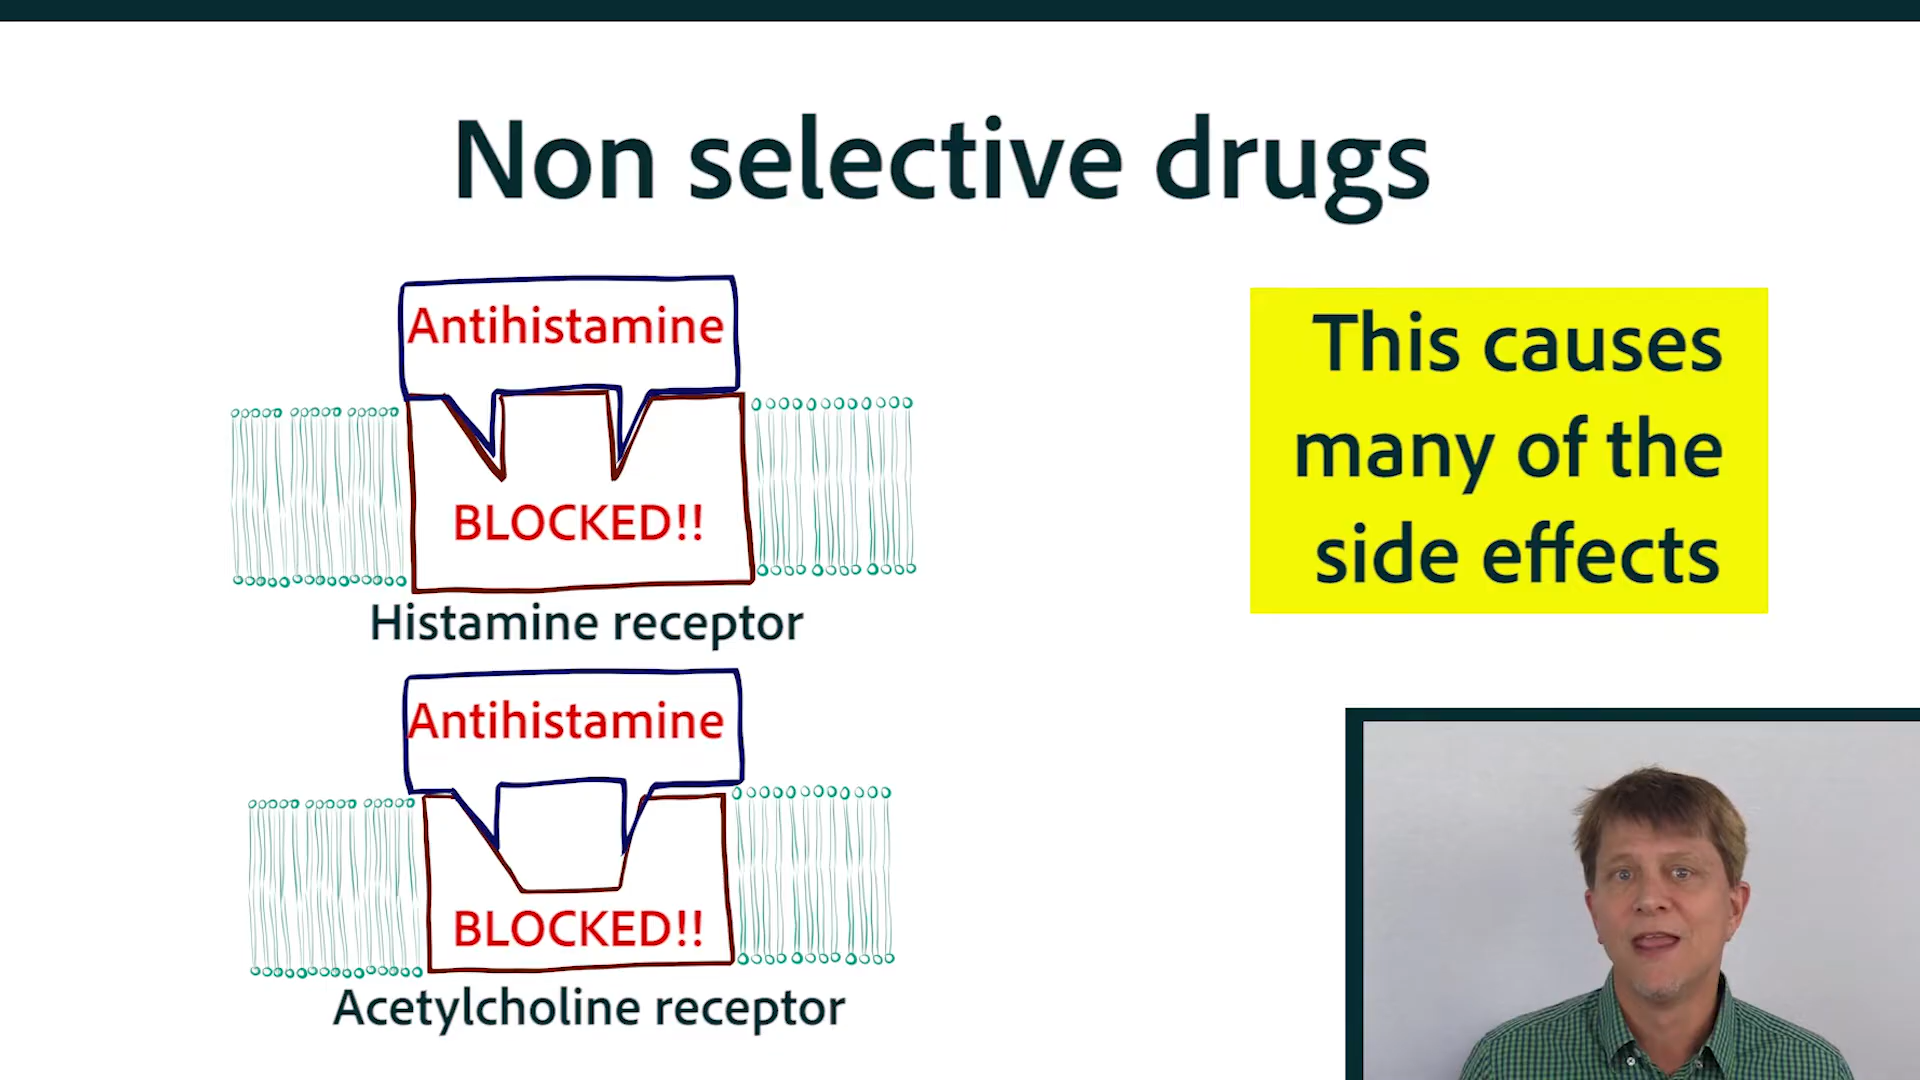 Non selective drugs
Antihistamine
BLOCKED!!
Histamine receptor
Antihistamine
BLOCKED!!
Acetylcholine receptor
This causes
many of the
side effects